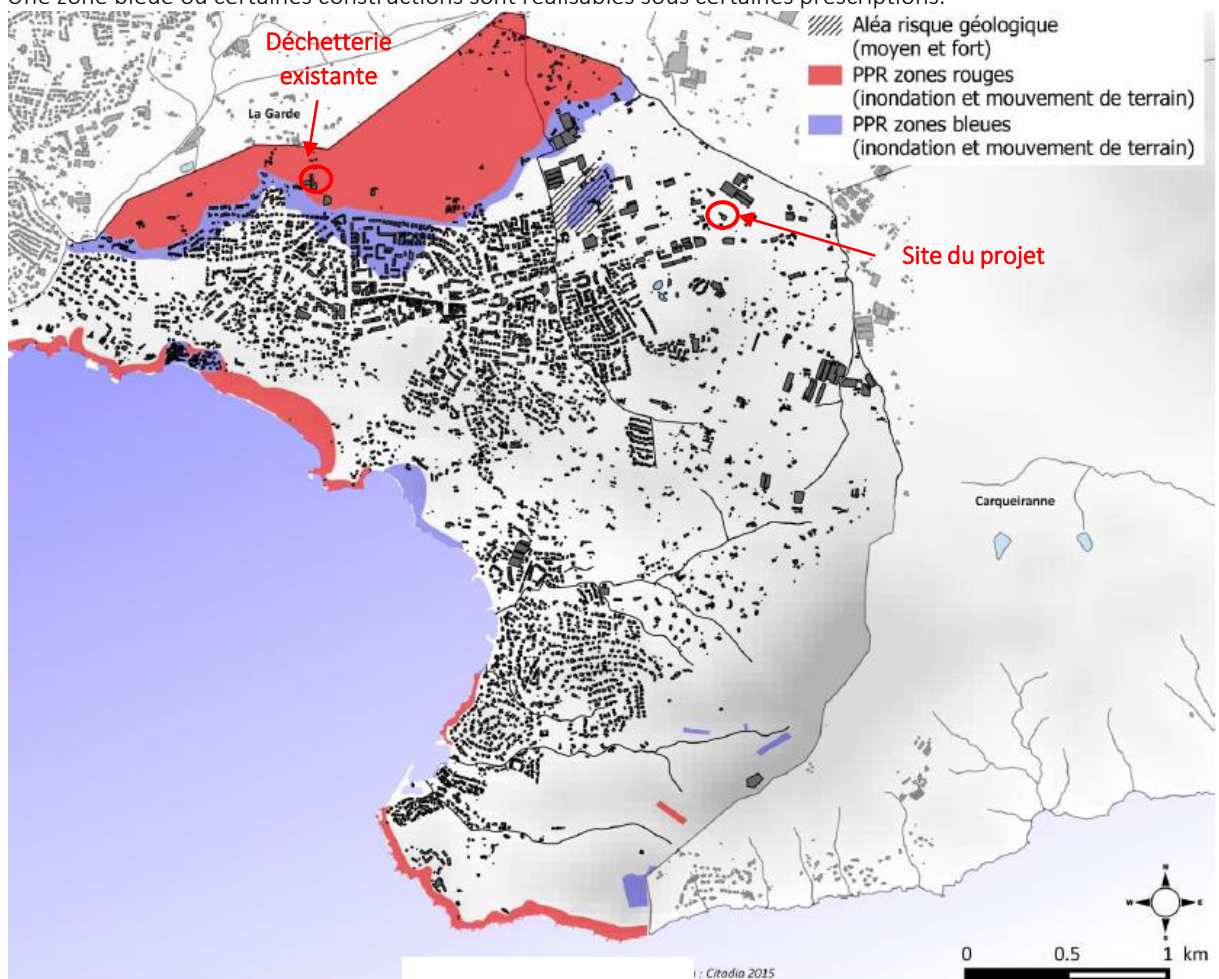 Une zone bleue où certaines constructions sont réalisables sous certaines prescriptions.
Déchetterie
existante
La Garde
Aléa risque géologique
(moyen et fort)
PPR zones rouges
(inondation et mouvement de terrain)
PPR zones bleues
(inondation et mouvement de terrain)
Site du projet
Carqueiranne
N
W
E
S
0 0.5 1 km
: Citadia 2015